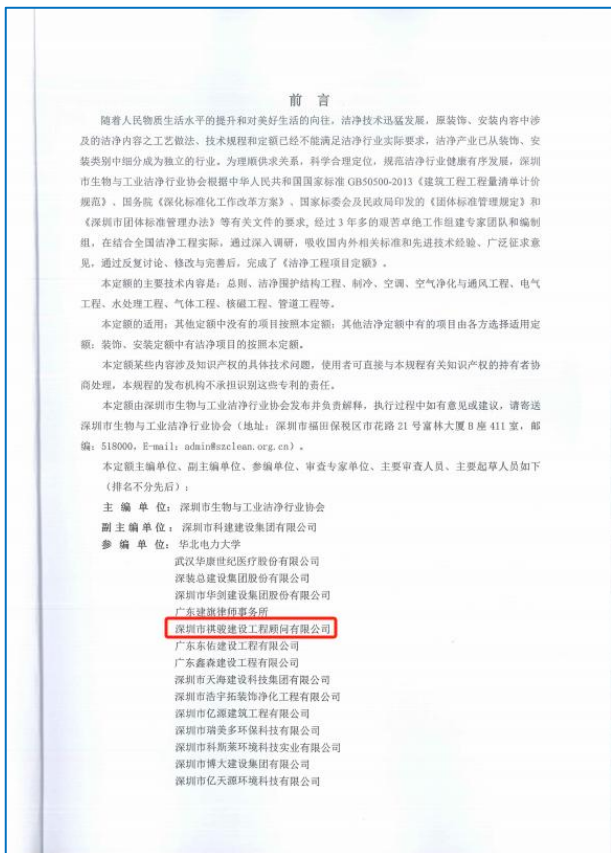 前 言
随着人民物质生活水平的提升和对美好生活的向往，洁净技术迅猛发展，原装饰、安装内容中涉
及的洁净内容之工艺做法、技术规程和定额已经不能满足洁净行业实际要求，洁净产业已从装饰、安
装类别中细分成为独立的行业。为理顺供求关系，科学合理定价，规范洁净行业健康有序发展，深圳
市生物与工业洁净行业协会根据中华人民共和国国家标准 GB50500-2013《建筑工程工程量清单计价
规范》、国务院《深化标准化工作改革方案》、国家标委会及民政局印发的《团体标准管理规定》和
《深圳市团体标准管理办法》等有关文件的要求，经过 3 年多的艰苦卓绝工作组建专家团队和编制
组，在结合全国洁净工程实际，通过深入调研，吸收国内外相关标准和先进技术经验、广泛征求意
见，通过反复讨论、修改与完善后，完成了《洁净工程项目定额》。
本定额的主要技术内容是：总则、洁净围护结构工程、制冷、空调、空气净化与通风工程、电气
工程、水处理工程、气体工程、核磁工程、管道工程等。
本定额的适用：其他定额中没有的项目按照本定额；其他洁净定额中有的项目由各方选择适用定
额；装饰、安装定额中有洁净项目的按照本定额。
本定额某些内容涉及知识产权的具体技术问题，使用者可直接与本规程有关知识产权的持有者协
商处理，本规程的发布机构不承担识别这些专利的责任。
本定额由深圳市生物与工业洁净行业协会发布并负责解释，执行过程中如有意见或建议，请寄送
深圳市生物与工业洁净行业协会（地址：深圳市福田保税区市花路 21 号富林大厦 B 座 411 室，邮
编：518000，E-mail：admin@szclean.org.cn）。
本定额主编单位、副主编单位、参编单位、审查专家单位、主要审查人员、主要起草人员如下
（排名不分先后）：
主 编 单 位：深圳市生物与工业洁净行业协会
副主编单位：深圳市科建建设集团有限公司
参 编 单 位：华北电力大学
武汉华康世纪医疗股份有限公司
深装总建设集团股份有限公司
深圳市华剑建设集团股份有限公司
广东建旗律师事务所
深圳市祺骏建设工程顾问有限公司
广东东佑建设工程有限公司
广东鑫森建设工程有限公司
深圳市天海建设科技集团有限公司
深圳市浩宇拓装饰净化工程有限公司
深圳市亿源建筑工程有限公司
深圳市瑞美多环保科技有限公司
深圳市科斯莱环境科技实业有限公司
深圳市博大建设集团有限公司
深圳市亿天源环境科技有限公司